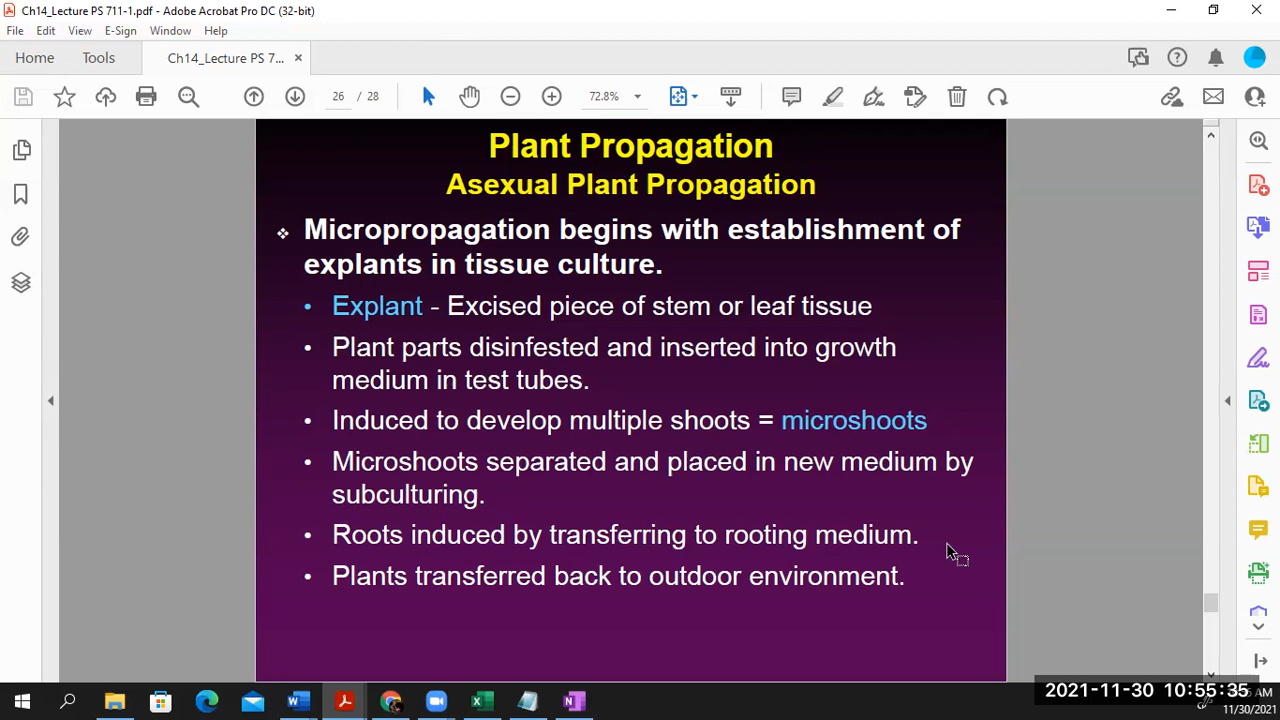 Ch14_Lecture PS 711-1.pdf - Adobe Acrobat Pro DC (32-bit)
File Edit View E-Sign Window Help
Home Tools Ch14_Lecture PS 7... ×
26 / 28 72.8%
Plant Propagation
Asexual Plant Propagation
❖ Micropropagation begins with establishment of
explants in tissue culture.
• Explant - Excised piece of stem or leaf tissue
• Plant parts disinfested and inserted into growth
medium in test tubes.
• Induced to develop multiple shoots = microshoots
• Microshoots separated and placed in new medium by
subculturing.
• Roots induced by transferring to rooting medium.
• Plants transferred back to outdoor environment.
2021-11-30 10:55:35
AM
11/30/2021